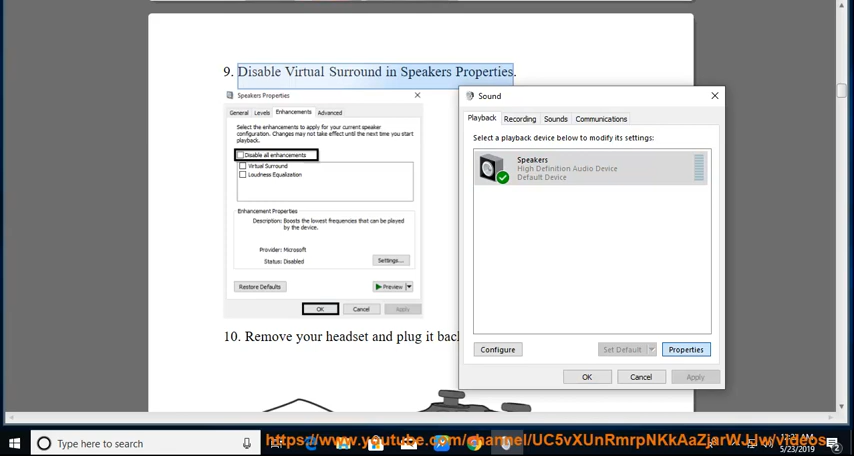 9. Disable Virtual Surround in Speakers Properties.
Speakers Properties
General Levels Enhancements Advanced
Select the enhancements to apply for your current speaker
configuration. Changes may not take effect until the next time you start
playback.
Disable all enhancements
Virtual Surround
Loudness Equalization
Enhancement Properties
Description: Boosts the lowest frequencies that can be played
by the device.
Provider: Microsoft
Status: Disabled
Settings...
Restore Defaults
Preview
OK Cancel Apply
10. Remove your headset and plug it bac
Sound
Playback Recording Sounds Communications
Select a playback device below to modify its settings:
Speakers
High Definition Audio Device
Default Device
Configure Set Default Properties
OK Cancel Apply
Type here to search
https://www.youtube.com/channel/UC5vXUnRmrpNKkAaZjarWJJw/videos
5/23/2019
2